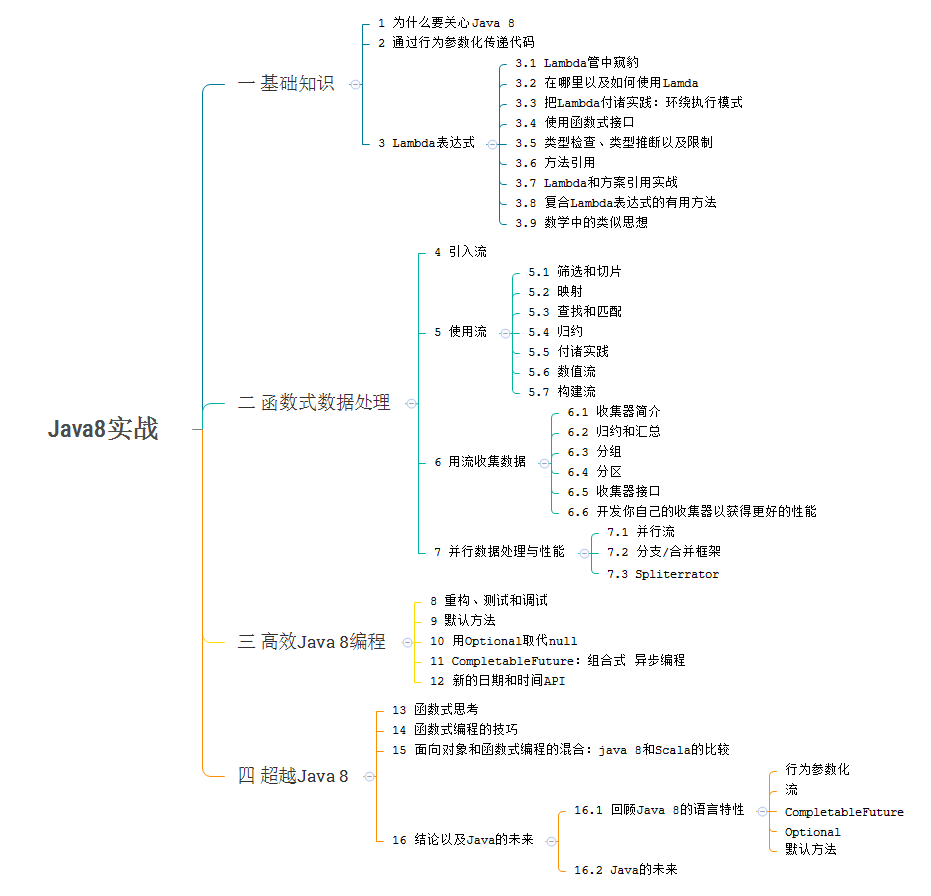 Java8实战
一 基础知识
1 为什么要关心Java 8
2 通过行为参数化传递代码
3 Lambda表达式
3.1 Lambda管中窥豹
3.2 在哪里以及如何使用Lamda
3.3 把Lambda付诸实践：环绕执行模式
3.4 使用函数式接口
3.5 类型检查、类型推断以及限制
3.6 方法引用
3.7 Lambda和方案引用实战
3.8 复合Lambda表达式的有用方法
3.9 数学中的类似思想
二 函数式数据处理
4 引入流
5 使用流
5.1 筛选和切片
5.2 映射
5.3 查找和匹配
5.4 归约
5.5 付诸实践
5.6 数值流
5.7 构建流
6 用流收集数据
6.1 收集器简介
6.2 归约和汇总
6.3 分组
6.4 分区
6.5 收集器接口
6.6 开发你自己的收集器以获得更好的性能
7 并行数据处理与性能
7.1 并行流
7.2 分支/合并框架
7.3 Spliterrator
三 高效Java 8编程
8 重构、测试和调试
9 默认方法
10 用Optional取代null
11 CompletableFuture：组合式 异步编程
12 新的日期和时间API
四 超越Java 8
13 函数式思考
14 函数式编程的技巧
15 面向对象和函数式编程的混合：java 8和Scala的比较
16 结论以及Java的未来
16.1 回顾Java 8的语言特性
行为参数化
流
CompletableFuture
Optional
默认方法
16.2 Java的未来